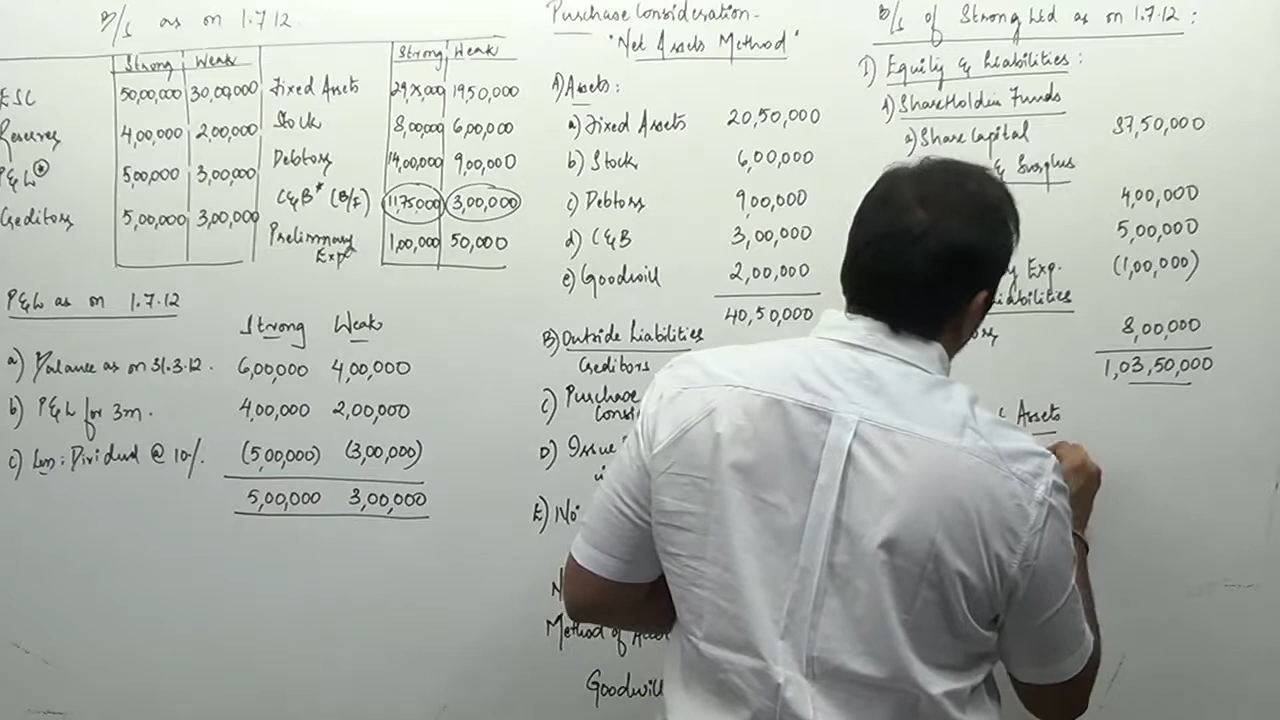 B/S as on 1.7.12.
Strong Weak Strong Weak
ESC 50,00,000 30,00,000 Fixed Assets 29,25,000 19,50,000
Reserves 4,00,000 2,00,000 Stock 8,00,000 6,00,000
P&L* 5,00,000 3,00,000 Debtors 14,00,000 9,00,000
Creditors 5,00,000 3,00,000 C&B* (B/F) 11,75,000 3,00,000
Preliminary Exp 1,00,000 50,000
P&L as on 1.7.12
Strong Weak
a) Balance as on 31.3.12. 6,00,000 4,00,000
b) P&L for 3m. 4,00,000 2,00,000
c) Less: Dividend @ 10%. (5,00,000) (3,00,000)
5,00,000 3,00,000
Purchase Consideration-
"Net Assets Method"
A) Assets:
a) Fixed Assets 20,50,000
b) Stock 6,00,000
c) Debtors 9,00,000
d) C&B 3,00,000
e) Goodwill 2,00,000
40,50,000
B) Outside Liabilities
Creditors
C) Purchase
D) Issue
E) No.
Method of
Goodwill
B/S of Strong Ltd as on 1.7.12:
I) Equity & Liabilities:
1) ShareHoldin Funds
a) Share Capital 87,50,000
& Surplus
4,00,000
5,00,000
Exp. (1,00,000)
8,00,000
1,03,50,000
Assets